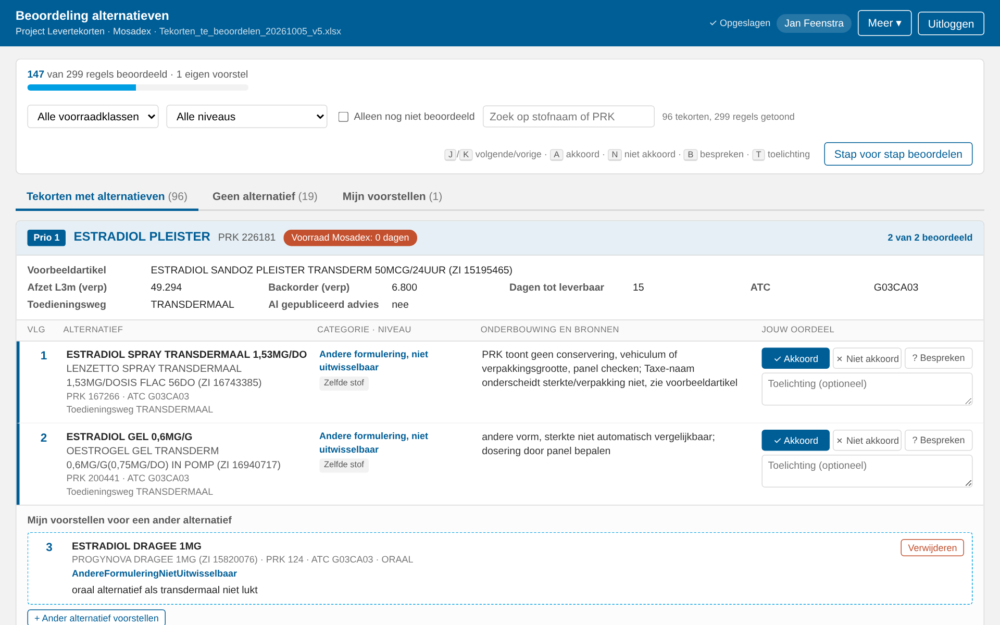 Beoordeling alternatieven
Project Levertekorten · Mosadex · Tekorten_te_beoordelen_20261005_v5.xlsx
✓ Opgeslagen
Jan Feenstra
Meer ▾
Uitloggen
147 van 299 regels beoordeeld · 1 eigen voorstel
Alle voorraadklassen
Alle niveaus
Alleen nog niet beoordeeld
Zoek op stofnaam of PRK
96 tekorten, 299 regels getoond
J/K volgende/vorige · A akkoord · N niet akkoord · B bespreken · T toelichting
Stap voor stap beoordelen
Tekorten met alternatieven (96)
Geen alternatief (19)
Mijn voorstellen (1)
Prio 1
ESTRADIOL PLEISTER
PRK 226181
Voorraad Mosadex: 0 dagen
2 van 2 beoordeeld
Voorbeeldartikel
ESTRADIOL SANDOZ PLEISTER TRANSDERM 50MCG/24UUR (ZI 15195465)
Afzet L3m (verp)
49.294
Backorder (verp)
6.800
Dagen tot leverbaar
15
ATC
G03CA03
Toedieningsweg
TRANSDERMAAL
Al gepubliceerd advies
nee
VLG
ALTERNATIEF
CATEGORIE · NIVEAU
ONDERBOUWING EN BRONNEN
JOUW OORDEEL
1
ESTRADIOL SPRAY TRANSDERMAAL 1,53MG/DO
LENZETTO SPRAY TRANSDERMAAL
1,53MG/DOSIS FLAC 56DO (ZI 16743385)
PRK 167266 · ATC G03CA03
Toedieningsweg TRANSDERMAAL
Andere formulering, niet
uitwisselbaar
Zelfde stof
PRK toont geen conservering, vehiculum of
verpakkingsgrootte, panel checken; Taxe-naam
onderscheidt sterkte/verpakking niet, zie voorbeeldartikel
✓ Akkoord
× Niet akkoord
? Bespreken
Toelichting (optioneel)
2
ESTRADIOL GEL 0,6MG/G
OESTROGEL GEL TRANSDERM
0,6MG/G(0,75MG/DO) IN POMP (ZI 16940717)
PRK 200441 · ATC G03CA03
Toedieningsweg TRANSDERMAAL
Andere formulering, niet
uitwisselbaar
Zelfde stof
andere vorm, sterkte niet automatisch vergelijkbaar;
dosering door panel bepalen
✓ Akkoord
× Niet akkoord
? Bespreken
Toelichting (optioneel)
Mijn voorstellen voor een ander alternatief
3
ESTRADIOL DRAGEE 1MG
PROGYNOVA DRAGEE 1MG (ZI 15820076) · PRK 124 · ATC G03CA03 · ORAAL
AndereFormuleringNietUitwisselbaar
oraal alternatief als transdermaal niet lukt
Verwijderen
+ Ander alternatief voorstellen